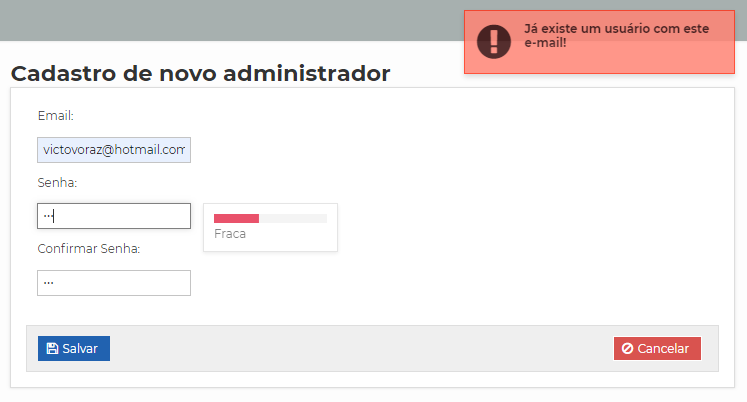 Já existe um usuário com este
e-mail!
Cadastro de novo administrador
Email:
victovoraz@hotmail.com
Senha:
···
Fraca
Confirmar Senha:
···
Salvar
Cancelar